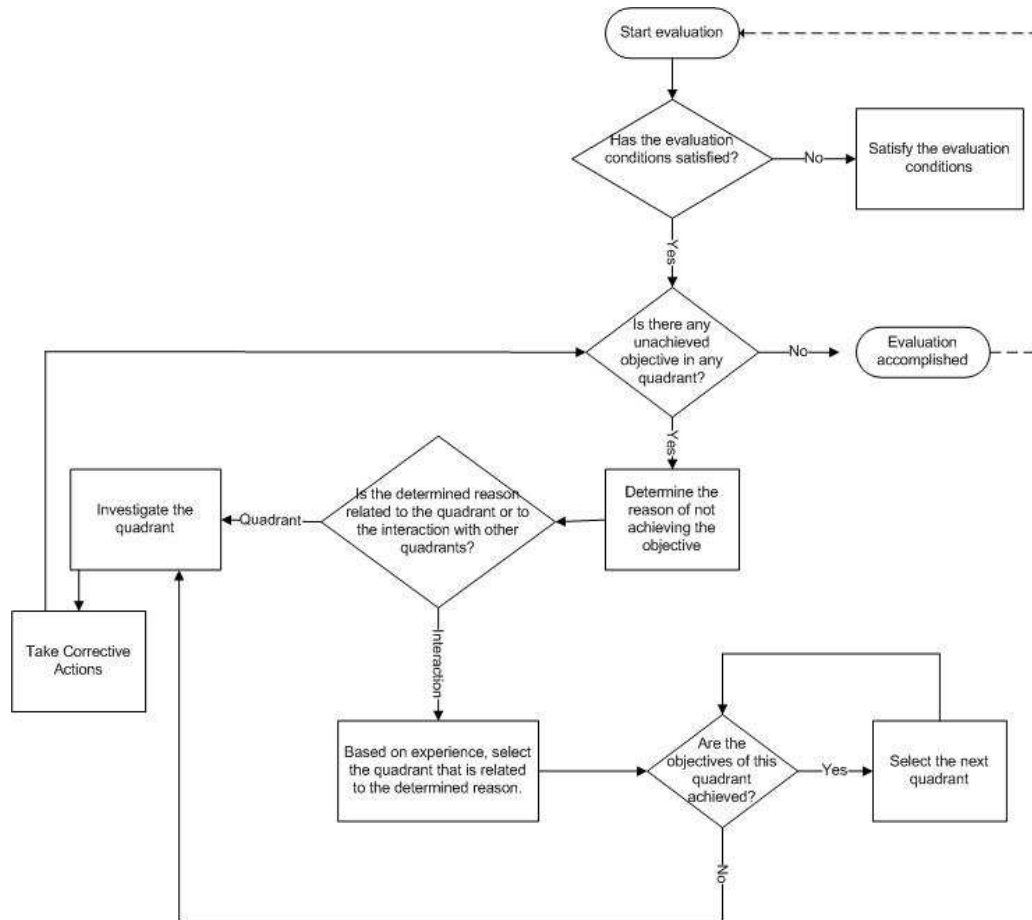 Start evaluation
Has the evaluation
conditions satisfied?
No
Satisfy the evaluation
conditions
Yes
Is there any
unachieved
objective in any
quadrant?
No
Evaluation
accomplished
Yes
Determine the
reason of not
achieving the
objective
Is the determined reason
related to the quadrant or to
the interaction with other
quadrants?
Quadrant
Investigate the
quadrant
Take Corrective
Actions
Interaction
Based on experience, select
the quadrant that is related
to the determined reason.
Are the
objectives of this
quadrant
achieved?
Yes
Select the next
quadrant
No